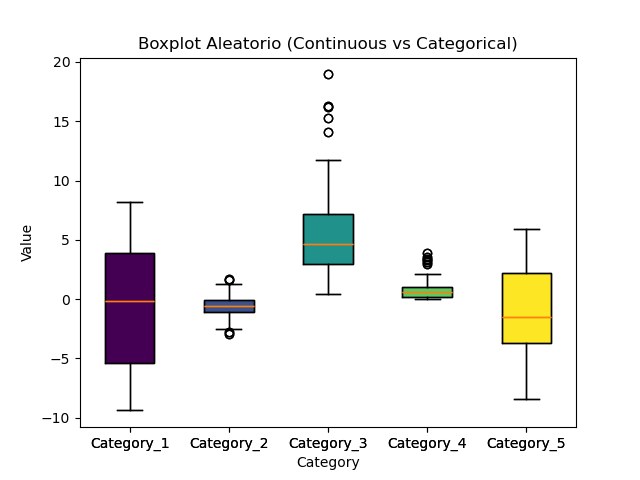 Boxplot Aleatorio (Continuous vs Categorical)
20
15
10
5
0
−5
−10
Value
Category_1 Category_2 Category_3 Category_4 Category_5
Category